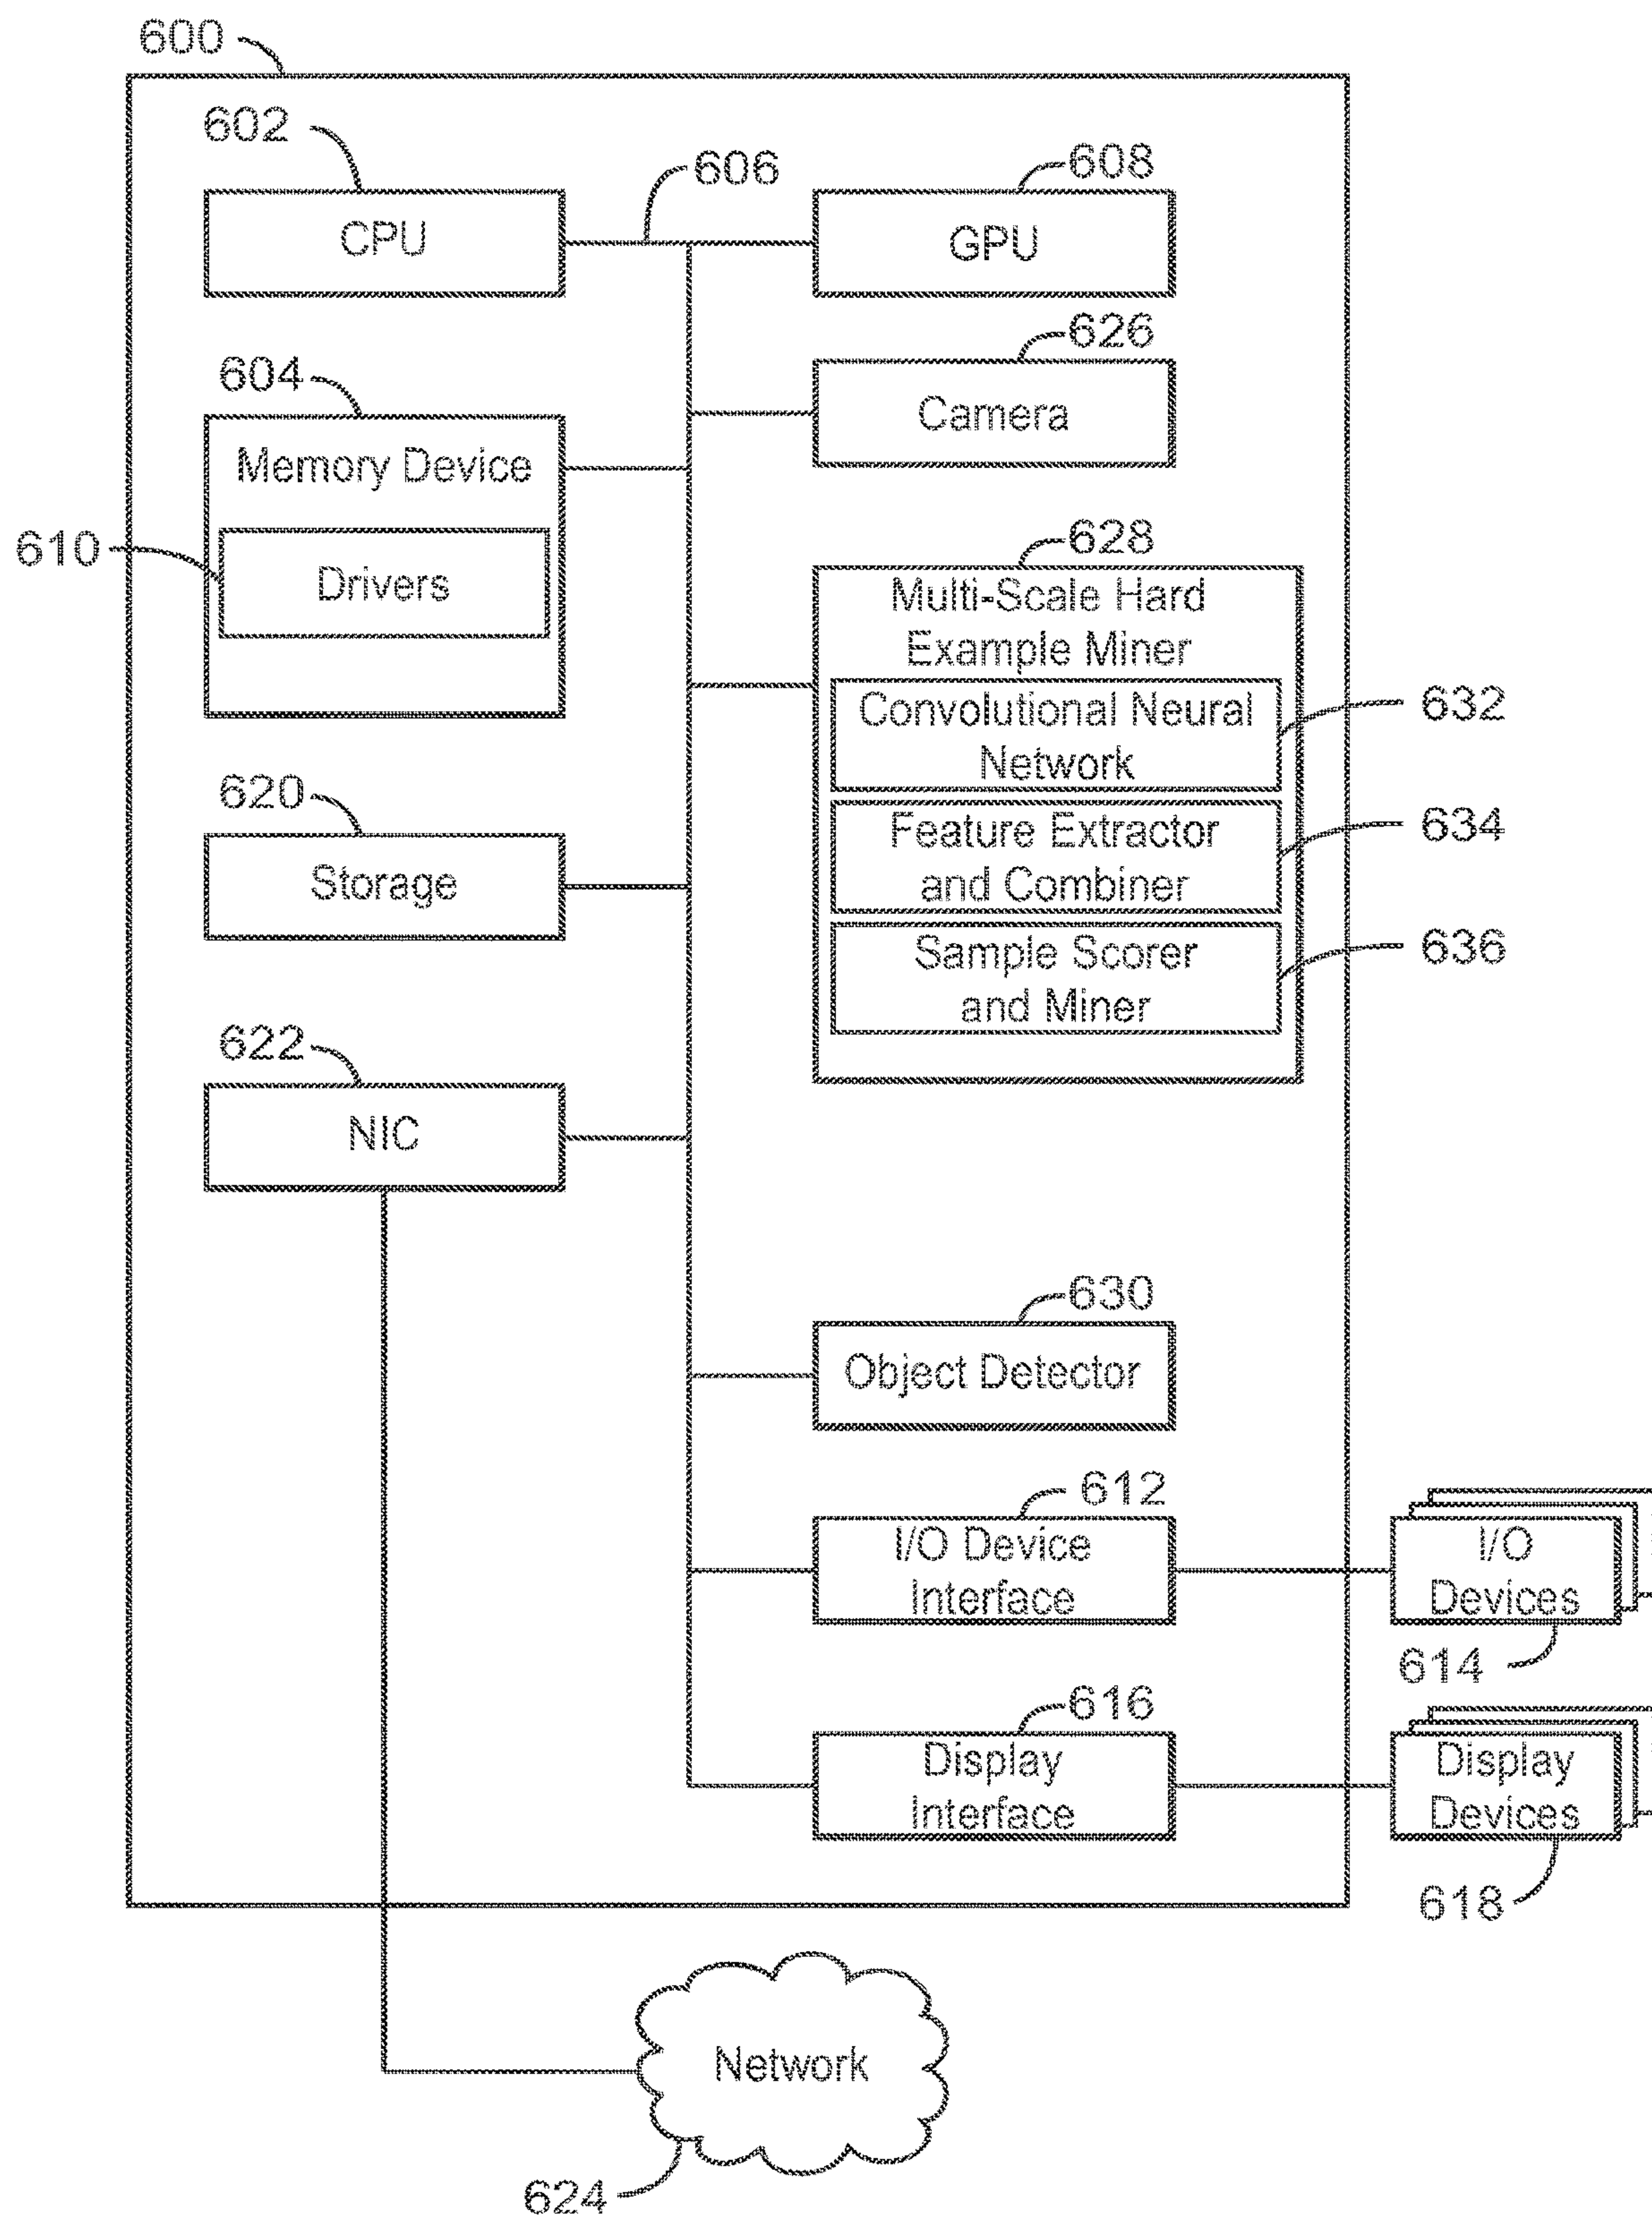 600
602
606
608
CPU
GPU
626
604
Camera
Memory Device
628
610
Drivers
Multi-Scale Hard
Example Miner
Convolutional Neural
Network
632
620
Feature Extractor
and Combiner
634
Storage
Sample Scorer
and Miner
636
622
NIC
630
Object Detector
612
I/O Device
Interface
I/O
Devices
614
616
Display
Interface
Display
Devices
618
Network
624